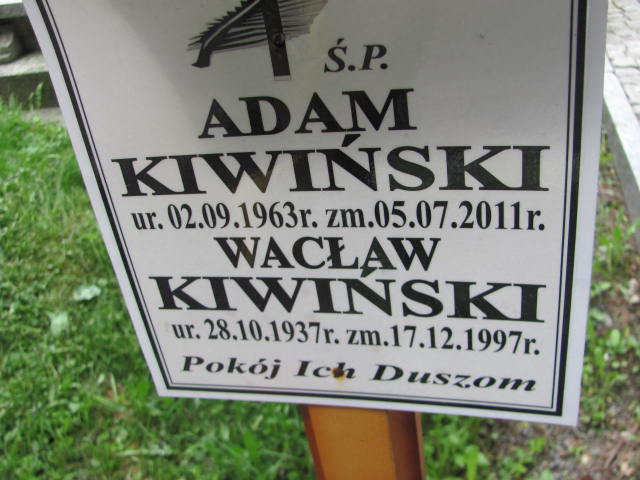 Ś.P.
ADAM
KIWIŃSKI
ur. 02.09.1963r. zm.05.07.2011r.
WACŁAW
KIWIŃSKI
ur. 28.10.1937r. zm.17.12.1997r.
Pokój Ich Duszom